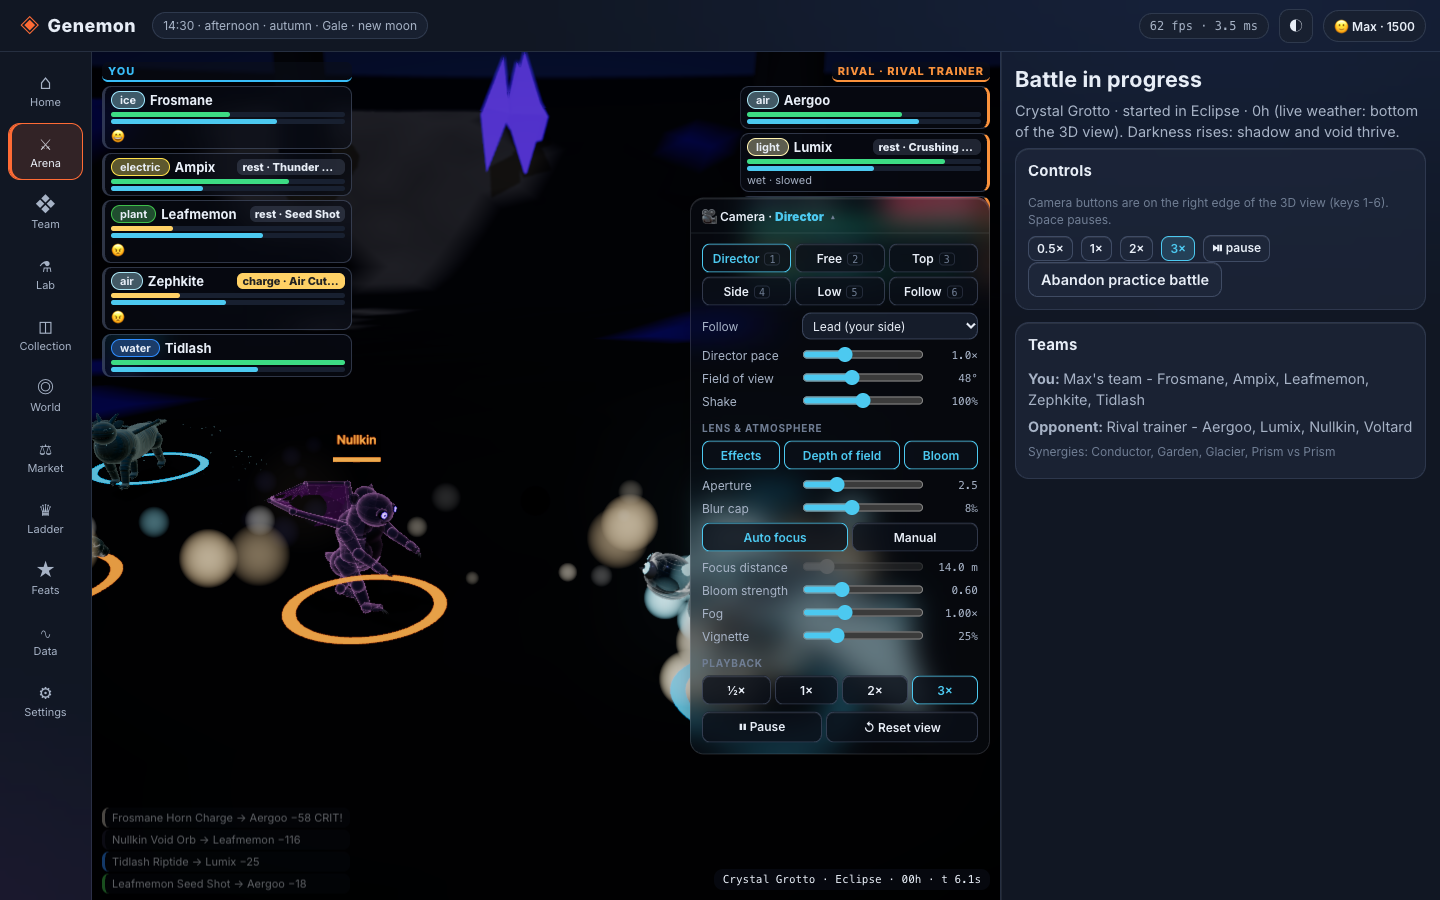 Genemon
14:30 · afternoon · autumn · Gale · new moon
62 fps · 3.5 ms
Max · 1500
Home
Arena
Team
Lab
Collection
World
Market
Ladder
Feats
Data
Settings
YOU
ice Frosmane
electric Ampix rest · Thunder ...
plant Leafmemon rest · Seed Shot
air Zephkite charge · Air Cut...
water Tidlash
RIVAL · RIVAL TRAINER
air Aergoo
light Lumix rest · Crushing ...
wet · slowed
Nullkin
Camera · Director
Director 1 Free 2 Top 3
Side 4 Low 5 Follow 6
Follow Lead (your side)
Director pace 1.0×
Field of view 48°
Shake 100%
LENS & ATMOSPHERE
Effects Depth of field Bloom
Aperture 2.5
Blur cap 8‰
Auto focus Manual
Focus distance 14.0 m
Bloom strength 0.60
Fog 1.00×
Vignette 25%
PLAYBACK
½× 1× 2× 3×
Pause Reset view
Frosmane Horn Charge → Aergoo −58 CRIT!
Nullkin Void Orb → Leafmemon −116
Tidlash Riptide → Lumix −25
Leafmemon Seed Shot → Aergoo −18
Crystal Grotto · Eclipse · 00h · t 6.1s
Battle in progress
Crystal Grotto · started in Eclipse · 0h (live weather: bottom
of the 3D view). Darkness rises: shadow and void thrive.
Controls
Camera buttons are on the right edge of the 3D view (keys 1-6).
Space pauses.
0.5× 1× 2× 3× pause
Abandon practice battle
Teams
You: Max's team - Frosmane, Ampix, Leafmemon,
Zephkite, Tidlash
Opponent: Rival trainer - Aergoo, Lumix, Nullkin, Voltard
Synergies: Conductor, Garden, Glacier, Prism vs Prism